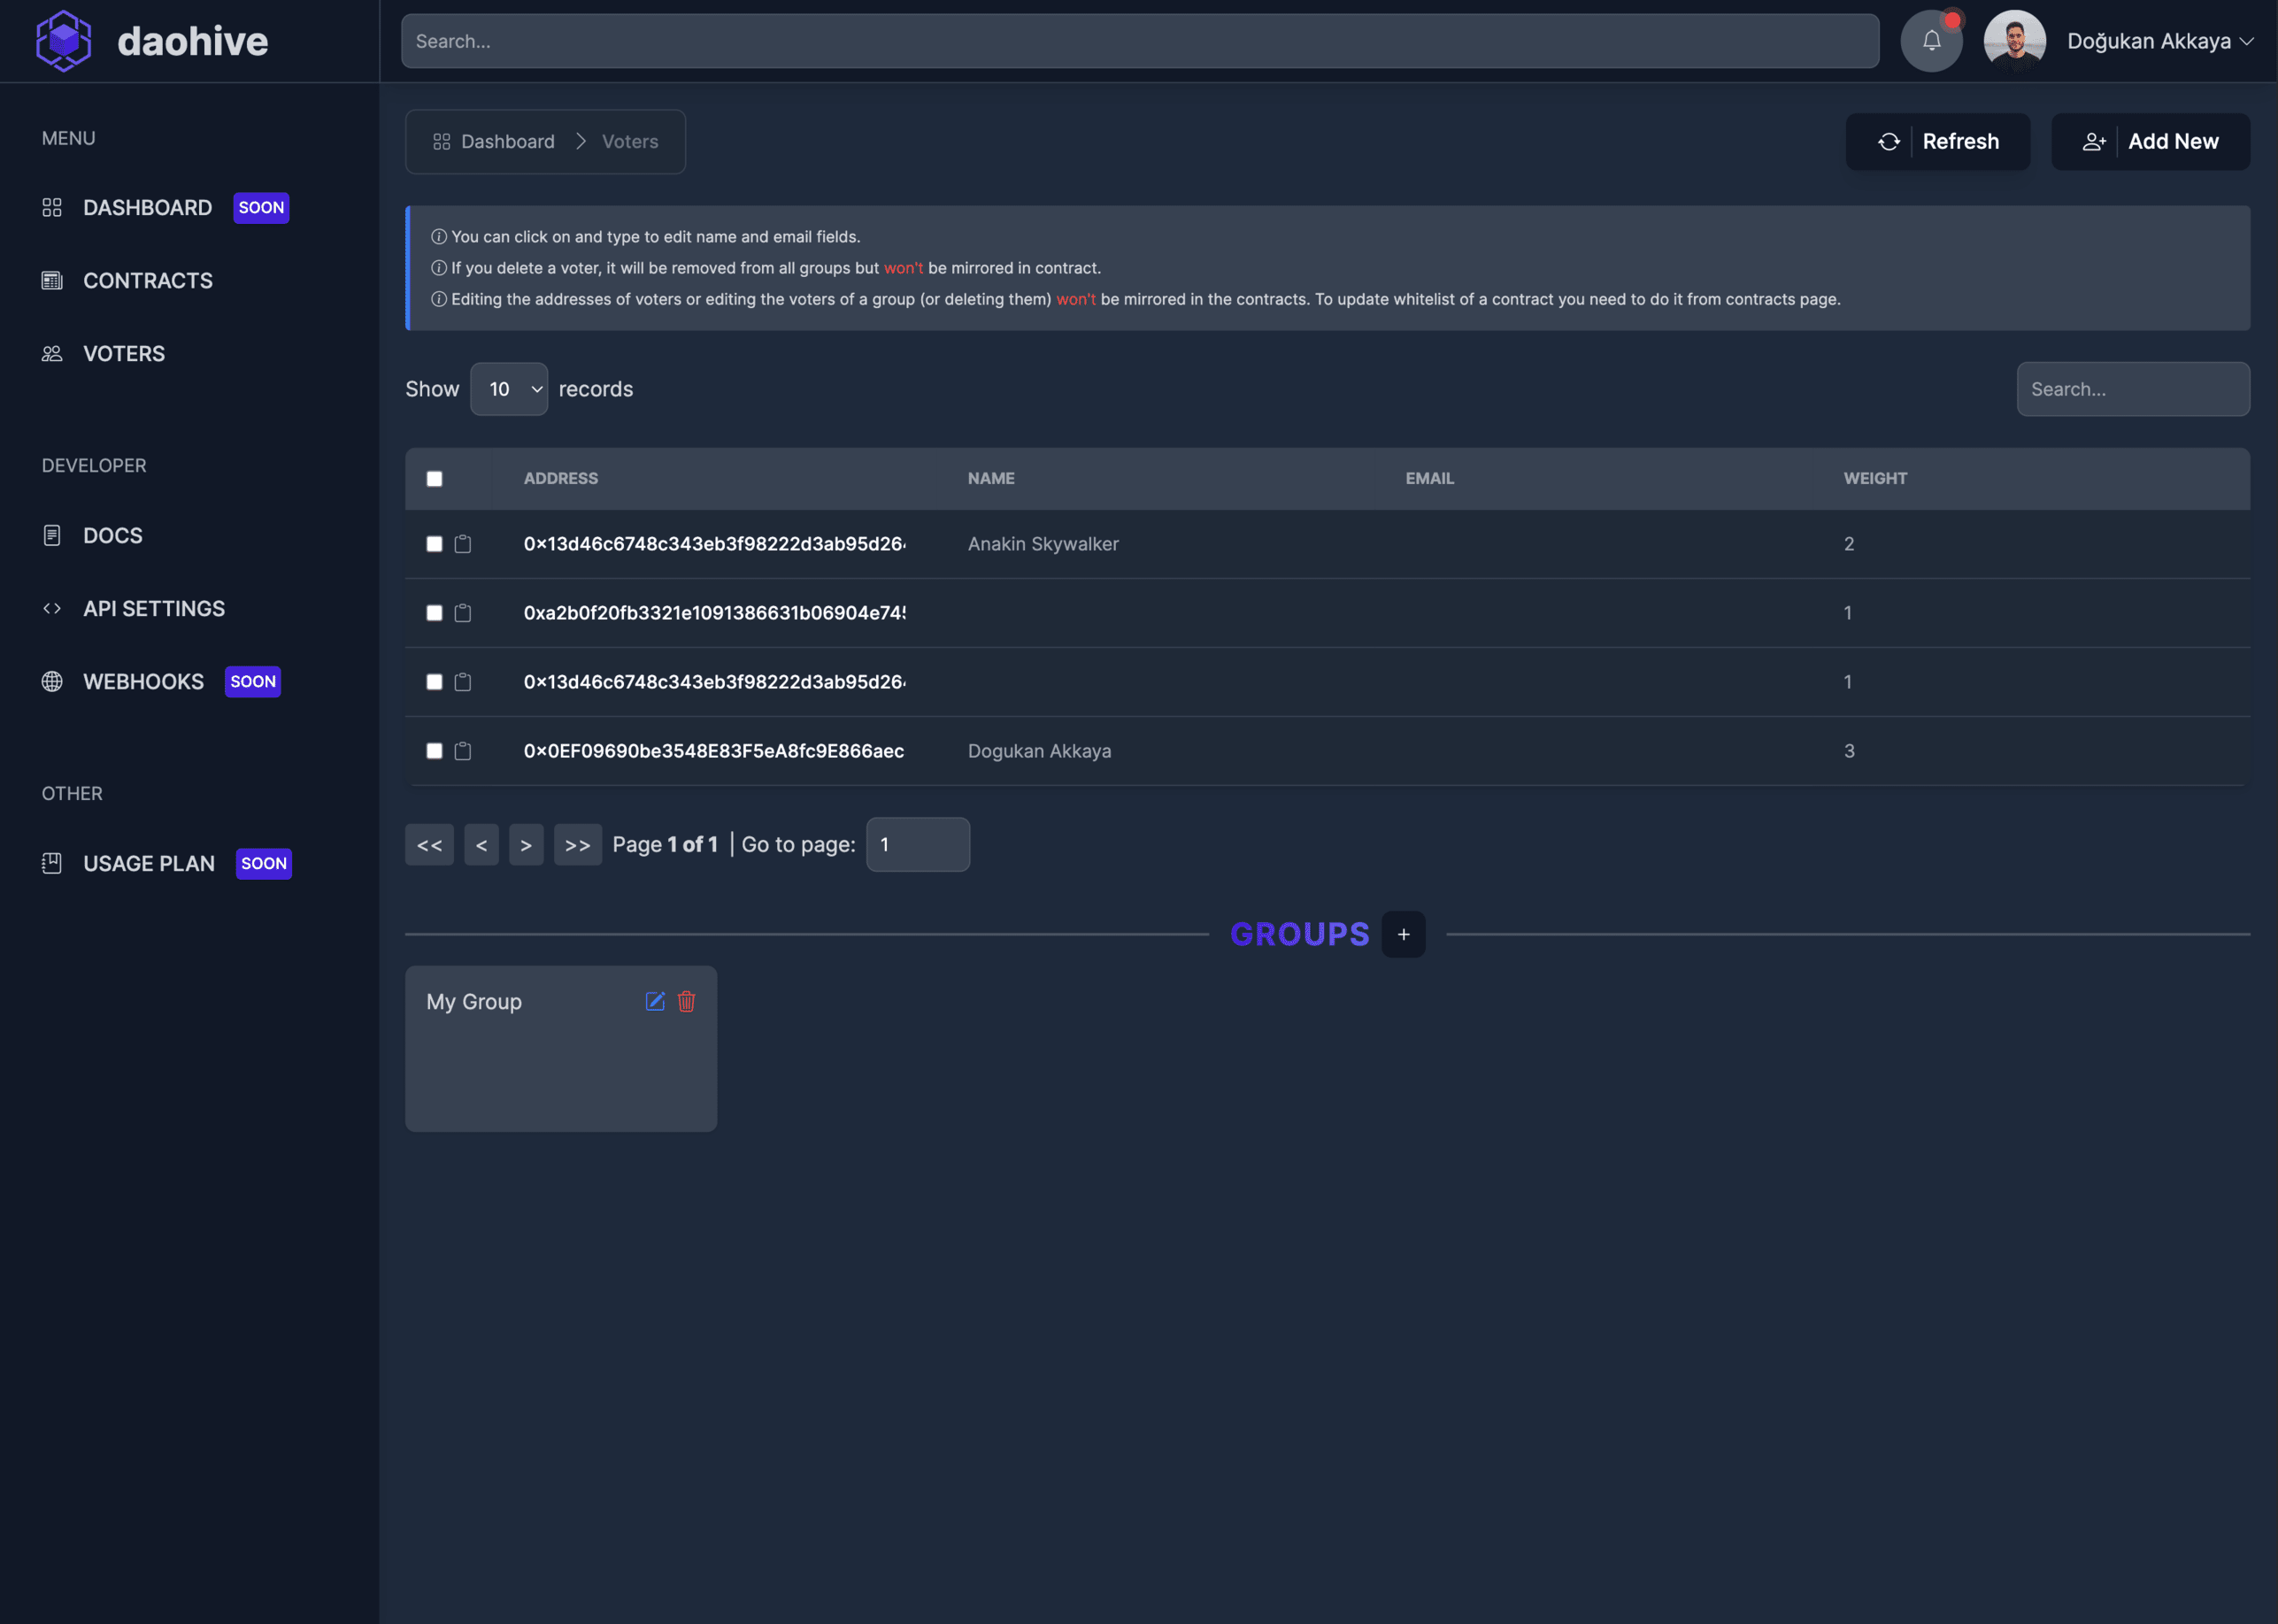 daohive
Search...
Doğukan Akkaya
MENU
DASHBOARD SOON
CONTRACTS
VOTERS
DEVELOPER
DOCS
API SETTINGS
WEBHOOKS SOON
OTHER
USAGE PLAN SOON
Dashboard > Voters
Refresh
Add New
You can click on and type to edit name and email fields.
If you delete a voter, it will be removed from all groups but won't be mirrored in contract.
Editing the addresses of voters or editing the voters of a group (or deleting them) won't be mirrored in the contracts. To update whitelist of a contract you need to do it from contracts page.
Show 10 records
Search...
ADDRESS NAME EMAIL WEIGHT
0x13d46c6748c343eb3f98222d3ab95d26 Anakin Skywalker 2
0xa2b0f20fb3321e1091386631b06904e745 1
0x13d46c6748c343eb3f98222d3ab95d26 1
0x0EF09690be3548E83F5eA8fc9E866aec Dogukan Akkaya 3
<< < > >> Page 1 of 1 | Go to page: 1
GROUPS +
My Group